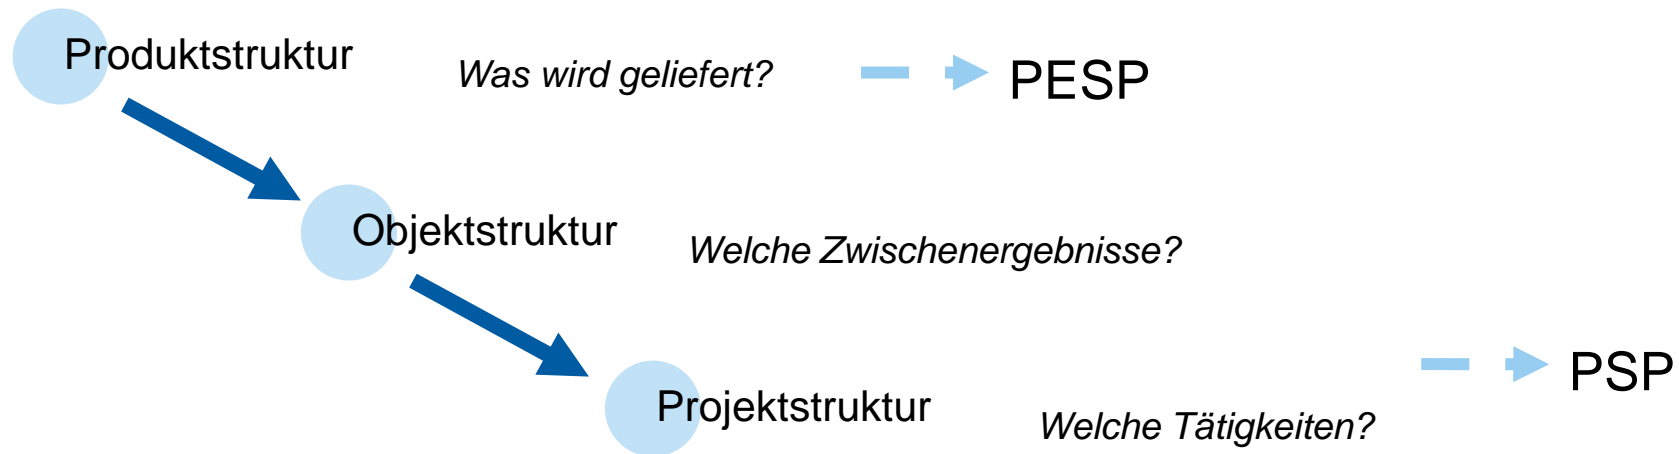 Produktstruktur
Was wird geliefert?
PESP
Objektstruktur
Welche Zwischenergebnisse?
Projektstruktur
Welche Tätigkeiten?
PSP